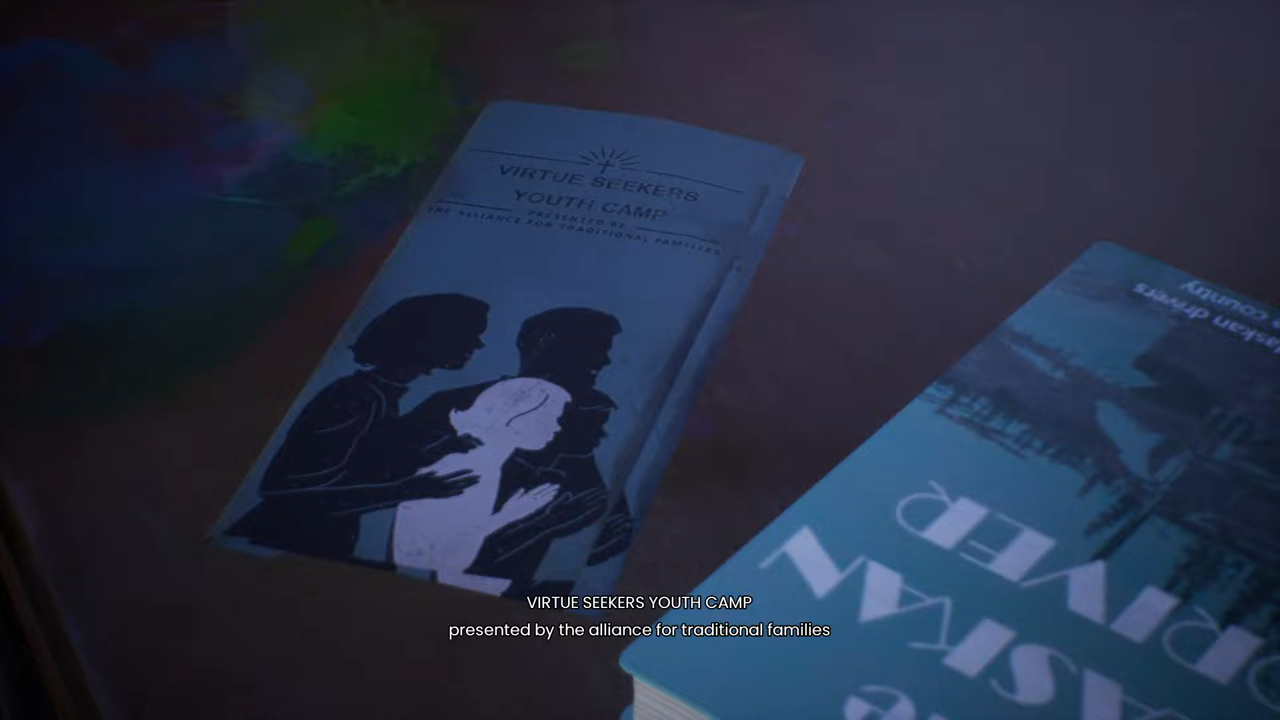 VIRTUE SEEKERS
YOUTH CAMP
PRESENTED BY
THE ALLIANCE FOR TRADITIONAL FAMILIES
country
laskan drivers
VIRTUE SEEKERS YOUTH CAMP
presented by the alliance for traditional families